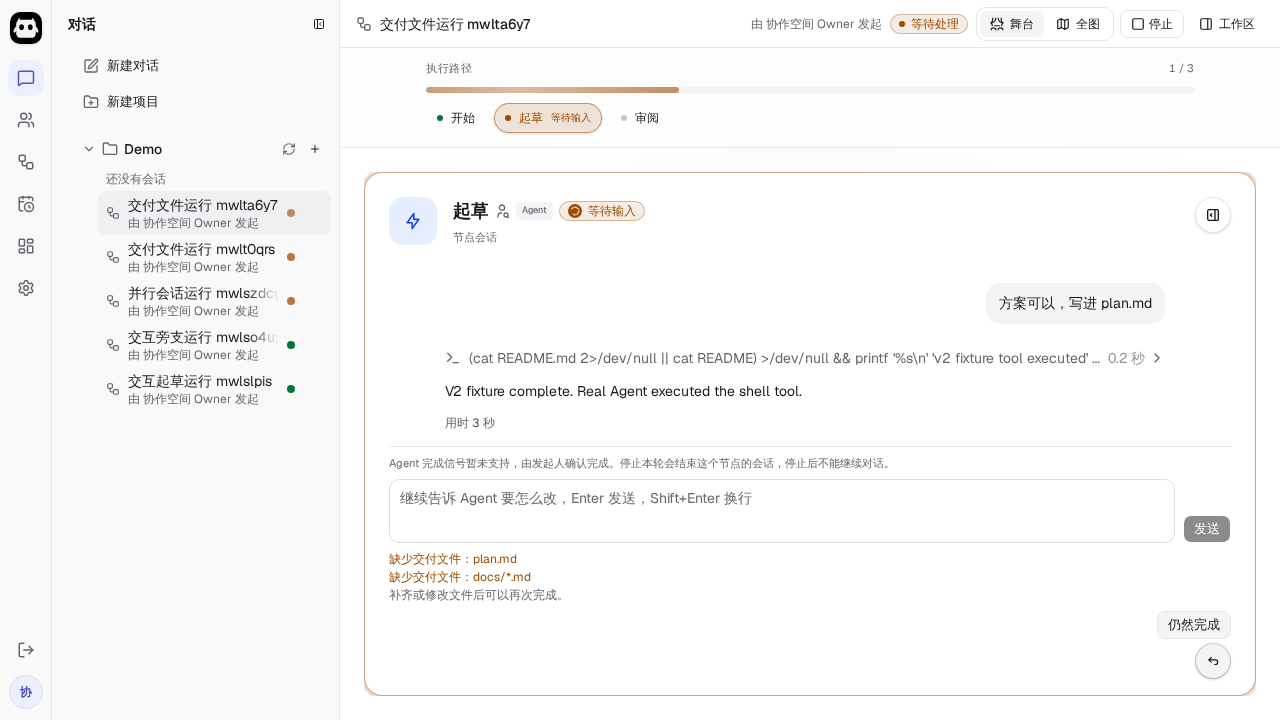 对话
新建对话
新建项目
Demo
还没有会话
交付文件运行 mwlta6y7
由 协作空间 Owner 发起
交付文件运行 mwlt0qrs
由 协作空间 Owner 发起
并行会话运行 mwlszdc
由 协作空间 Owner 发起
交互旁支运行 mwlso4u
由 协作空间 Owner 发起
交互起草运行 mwlslpis
由 协作空间 Owner 发起
协
交付文件运行 mwlta6y7
由 协作空间 Owner 发起
等待处理
舞台
全图
停止
工作区
执行路径
1 / 3
开始
起草 等待输入
审阅
起草
Agent
等待输入
节点会话
方案可以，写进 plan.md
(cat README.md 2>/dev/null || cat README) >/dev/null && printf '%s\n' 'v2 fixture tool executed' ... 0.2 秒
V2 fixture complete. Real Agent executed the shell tool.
用时 3 秒
Agent 完成信号暂未支持，由发起人确认完成。停止本轮会结束这个节点的会话，停止后不能继续对话。
继续告诉 Agent 要怎么改，Enter 发送，Shift+Enter 换行
发送
缺少交付文件：plan.md
缺少交付文件：docs/*.md
补齐或修改文件后可以再次完成。
仍然完成